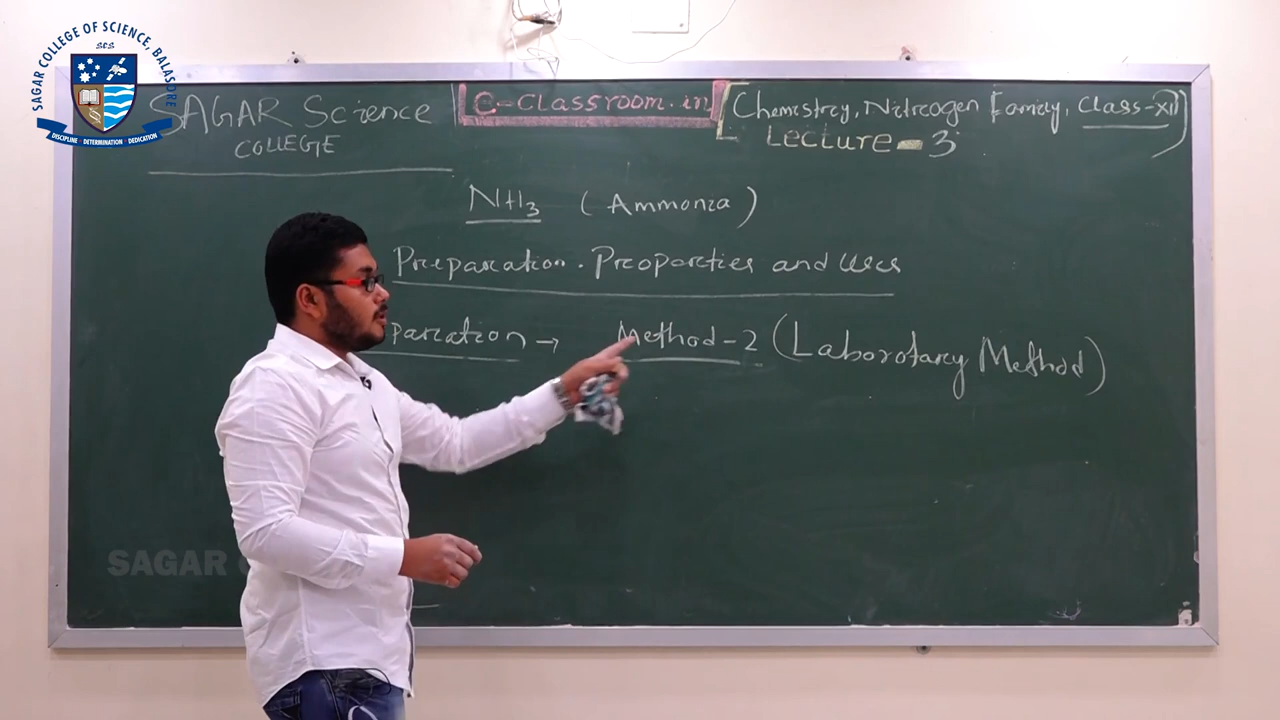 SAGAR COLLEGE OF SCIENCE, BALASORE
SCS
DISCIPLINE | DETERMINATION | DEDICATION
SAGAR Science
COLLEGE
e-classroom.in
Chemistry, Nitrogen Family, Class-XII
Lecture-3
NH3 (Ammonia)
Preparation. Properties and uses
paration → Method-2 (Laborotary Method)
SAGAR